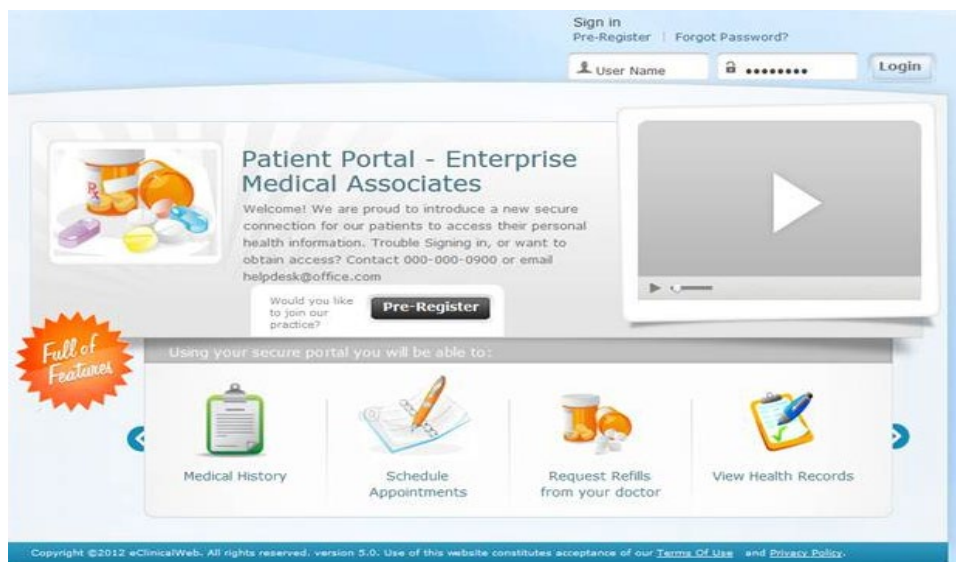 Sign in
Pre-Register | Forgot Password?
User Name
Login
Patient Portal - Enterprise
Medical Associates
Welcome! We are proud to introduce a new secure
connection for our patients to access their personal
health information. Trouble Signing in, or want to
obtain access? Contact 000-000-0900 or email
helpdesk@office.com
Would you like
to join our
practice?
Pre-Register
Rx
Full of
Features
Using your secure portal you will be able to:
Medical History
Schedule
Appointments
Request Refills
from your doctor
View Health Records
Copyright ©2012 eClinicalWeb. All rights reserved. version 5.0. Use of this website constitutes acceptance of our Terms Of Use and Privacy Policy.